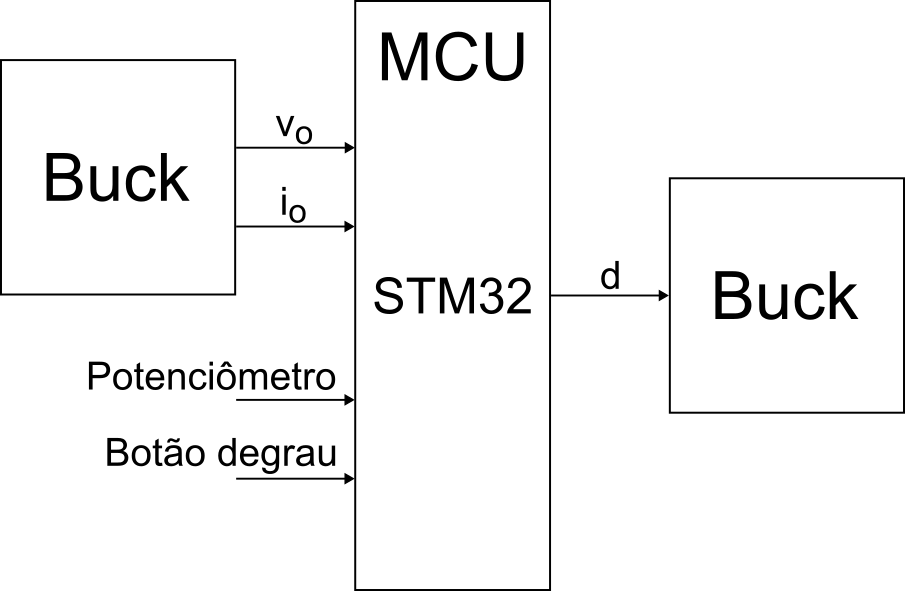 MCU
Buck
vo
io
STM32
d
Buck
Potenciômetro
Botão degrau